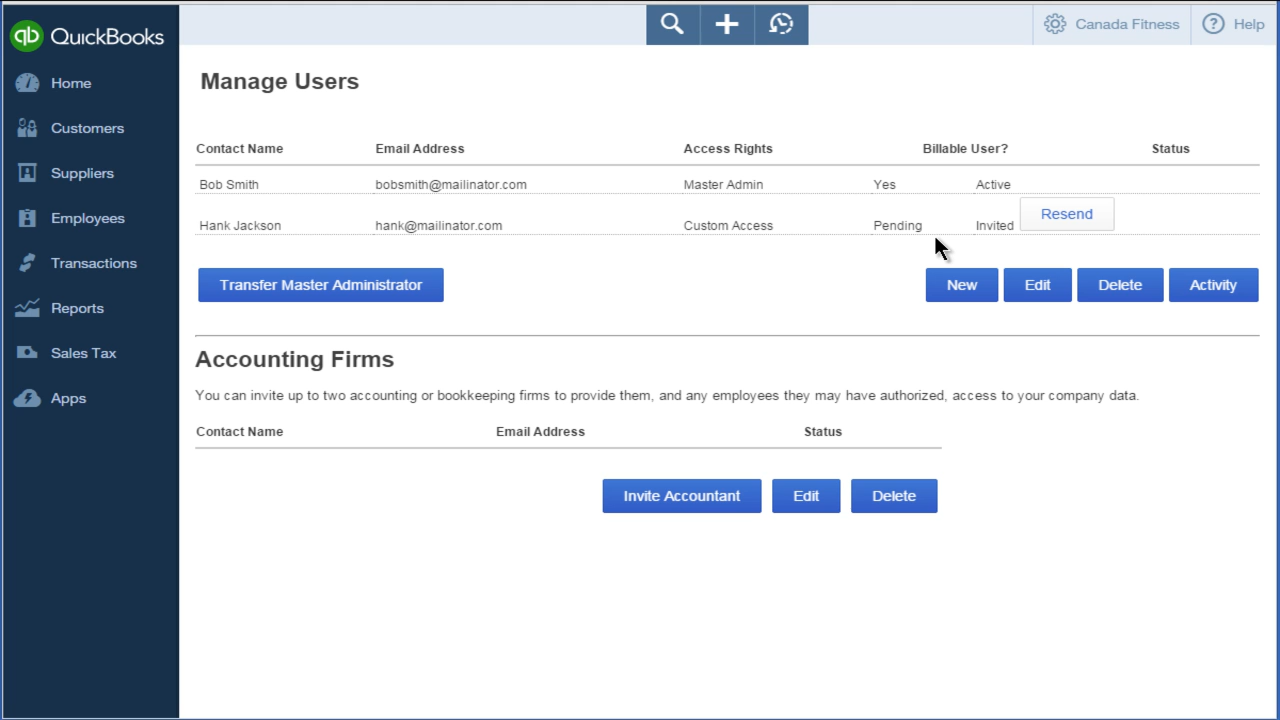 qb QuickBooks
Canada Fitness
? Help
Home
Customers
Suppliers
Employees
Transactions
Reports
Sales Tax
Apps
Manage Users
Contact Name Email Address Access Rights Billable User? Status
Bob Smith bobsmith@mailinator.com Master Admin Yes Active
Hank Jackson hank@mailinator.com Custom Access Pending Invited Resend
Transfer Master Administrator New Edit Delete Activity
Accounting Firms
You can invite up to two accounting or bookkeeping firms to provide them, and any employees they may have authorized, access to your company data.
Contact Name Email Address Status
Invite Accountant Edit Delete